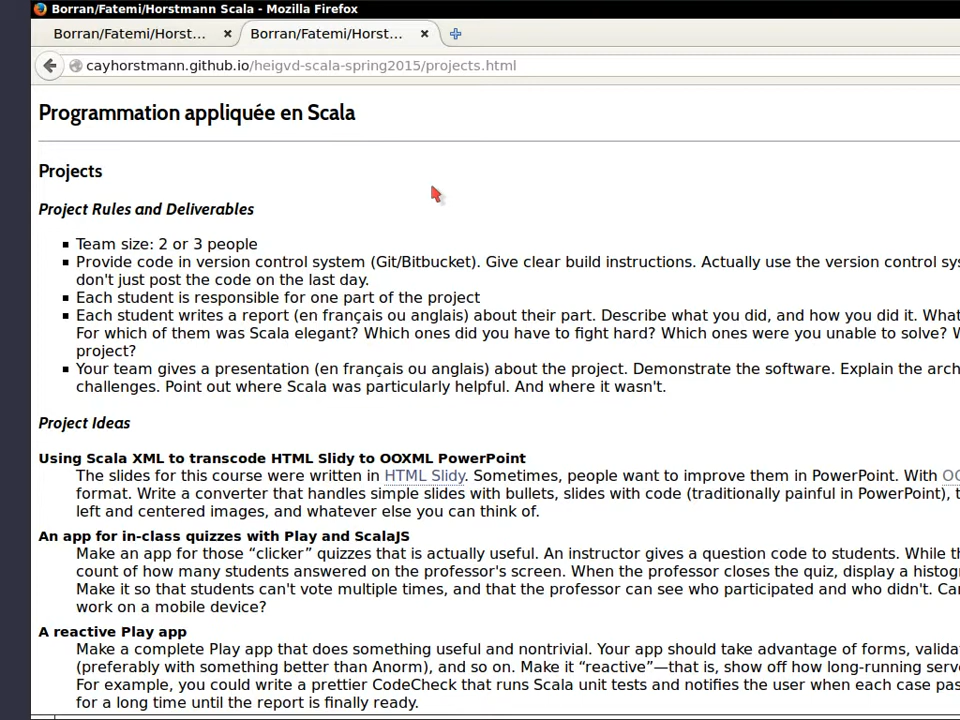 Borran/Fatemi/Horstmann Scala - Mozilla Firefox
Borran/Fatemi/Horst... × Borran/Fatemi/Horst... ×
cayhorstmann.github.io/heigvd-scala-spring2015/projects.html
Programmation appliquée en Scala
Projects
Project Rules and Deliverables
Team size: 2 or 3 people
Provide code in version control system (Git/Bitbucket). Give clear build instructions. Actually use the version control
don't just post the code on the last day.
Each student is responsible for one part of the project
Each student writes a report (en français ou anglais) about their part. Describe what you did, and how you did it. What
For which of them was Scala elegant? Which ones did you have to fight hard? Which ones were you unable to solve?
project?
Your team gives a presentation (en français ou anglais) about the project. Demonstrate the software. Explain the
challenges. Point out where Scala was particularly helpful. And where it wasn't.
Project Ideas
Using Scala XML to transcode HTML Slidy to OOXML PowerPoint
The slides for this course were written in HTML Slidy. Sometimes, people want to improve them in PowerPoint. With
format. Write a converter that handles simple slides with bullets, slides with code (traditionally painful in PowerPoint),
left and centered images, and whatever else you can think of.
An app for in-class quizzes with Play and ScalaJS
Make an app for those “clicker” quizzes that is actually useful. An instructor gives a question code to students. While
count of how many students answered on the professor's screen. When the professor closes the quiz, display a
Make it so that students can't vote multiple times, and that the professor can see who participated and who didn't.
work on a mobile device?
A reactive Play app
Make a complete Play app that does something useful and nontrivial. Your app should take advantage of forms,
(preferably with something better than Anorm), and so on. Make it “reactive”—that is, show off how long-running
For example, you could write a prettier CodeCheck that runs Scala unit tests and notifies the user when each case
for a long time until the report is finally ready.